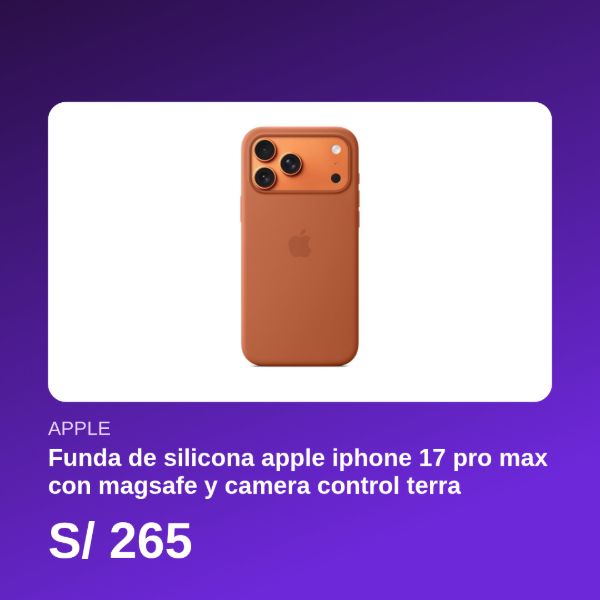 APPLE
Funda de silicona apple iphone 17 pro max
con magsafe y camera control terra
S/ 265